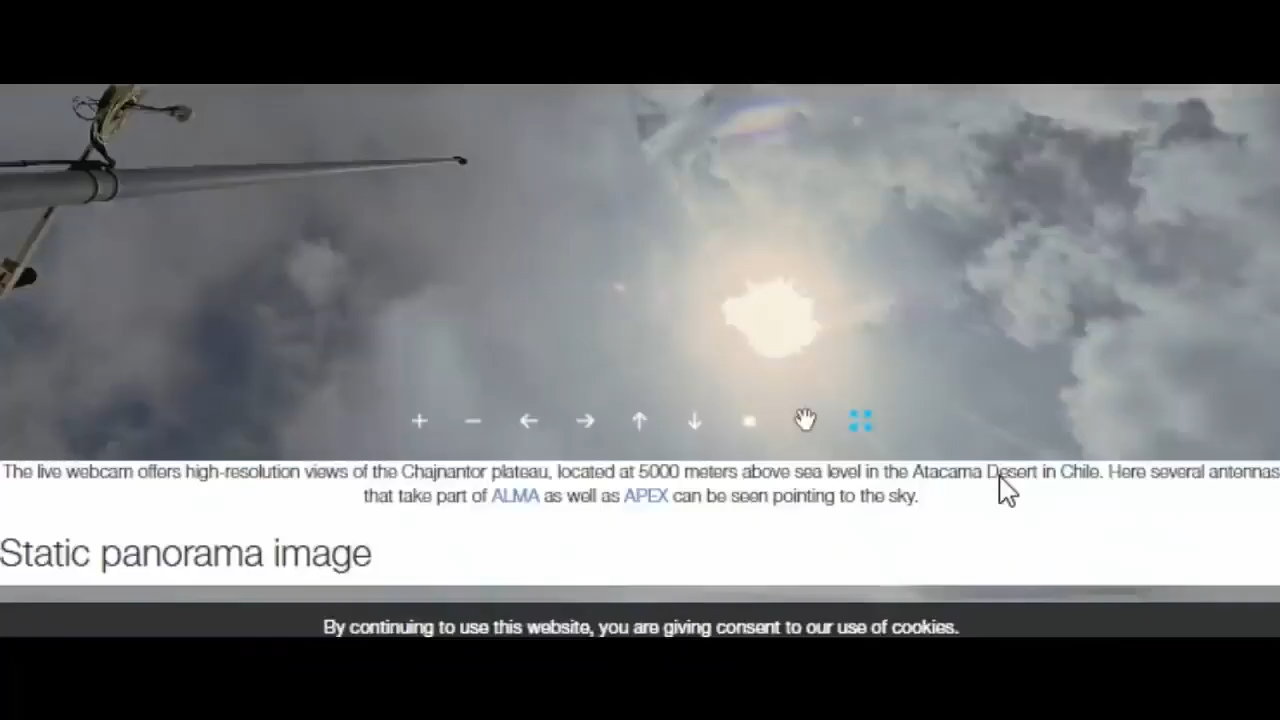 The live webcam offers high-resolution views of the Chajnantor plateau, located at 5000 meters above sea level in the Atacama Desert in Chile. Here several antennas
that take part of ALMA as well as APEX can be seen pointing to the sky.
Static panorama image
By continuing to use this website, you are giving consent to our use of cookies.